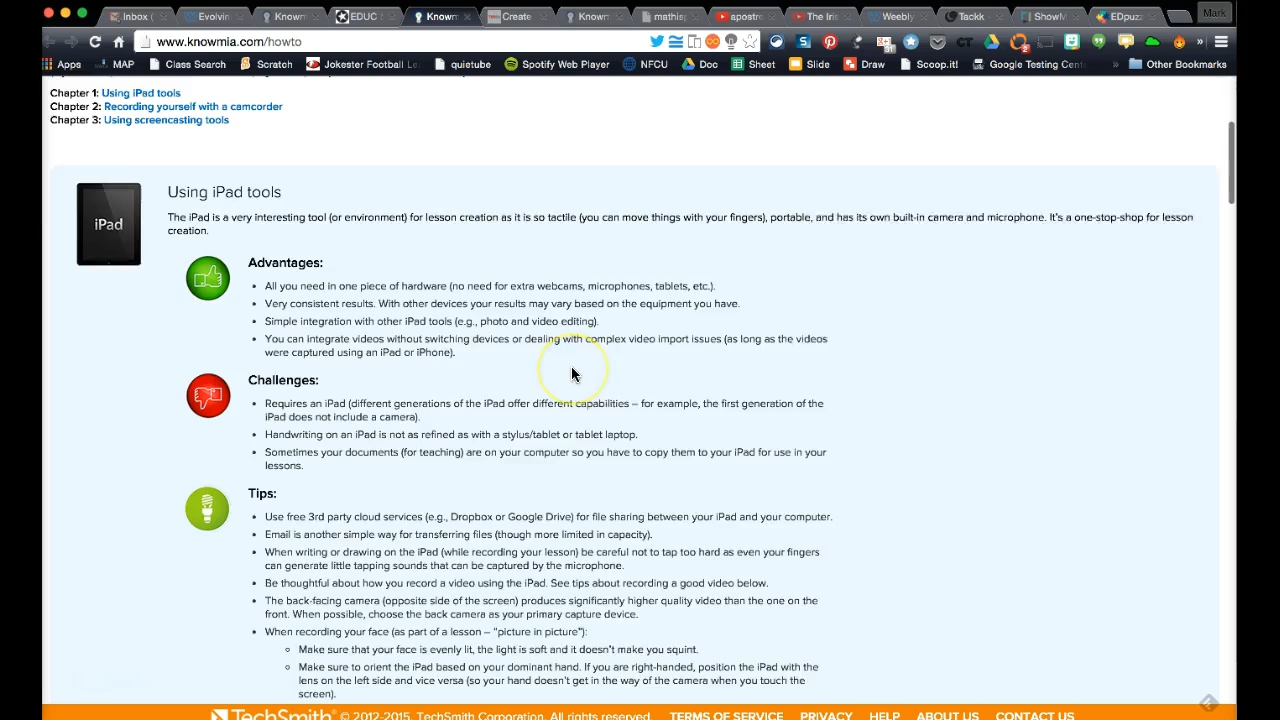 Inbox (
Evolvin
Known
EDUC
Known
Create
Known
mathis
apostr
The Iri
Weebly
Tackk
ShowM
EDpuz
Mark
www.knowmia.com/howto
Apps
MAP
Class Search
Scratch
Jokester Football Le
quietube
Spotify Web Player
NFCU
Doc
Sheet
Slide
Draw
Scoop.it!
Google Testing Cent
»
Other Bookmarks
Chapter 1: Using iPad tools
Chapter 2: Recording yourself with a camcorder
Chapter 3: Using screencasting tools
iPad
Using iPad tools
The iPad is a very interesting tool (or environment) for lesson creation as it is so tactile (you can move things with your fingers), portable, and has its own built-in camera and microphone. It's a one-stop-shop for lesson
creation.
Advantages:
• All you need in one piece of hardware (no need for extra webcams, microphones, tablets, etc.).
• Very consistent results. With other devices your results may vary based on the equipment you have.
• Simple integration with other iPad tools (e.g., photo and video editing).
• You can integrate videos without switching devices or dealing with complex video import issues (as long as the videos
were captured using an iPad or iPhone).
Challenges:
• Requires an iPad (different generations of the iPad offer different capabilities – for example, the first generation of the
iPad does not include a camera).
• Handwriting on an iPad is not as refined as with a stylus/tablet or tablet laptop.
• Sometimes your documents (for teaching) are on your computer so you have to copy them to your iPad for use in your
lessons.
Tips:
• Use free 3rd party cloud services (e.g., Dropbox or Google Drive) for file sharing between your iPad and your computer.
• Email is another simple way for transferring files (though more limited in capacity).
• When writing or drawing on the iPad (while recording your lesson) be careful not to tap too hard as even your fingers
can generate little tapping sounds that can be captured by the microphone.
• Be thoughtful about how you record a video using the iPad. See tips about recording a good video below.
• The back-facing camera (opposite side of the screen) produces significantly higher quality video than the one on the
front. When possible, choose the back camera as your primary capture device.
• When recording your face (as part of a lesson – "picture in picture"):
◦ Make sure that your face is evenly lit, the light is soft and it doesn't make you squint.
◦ Make sure to orient the iPad based on your dominant hand. If you are right-handed, position the iPad with the
lens on the left side and vice versa (so your hand doesn't get in the way of the camera when you touch the
screen).
TechSmith © 2012-2015, TechSmith Corporation. All rights reserved. TERMS OF SERVICE PRIVACY HELP ABOUT US CONTACT US